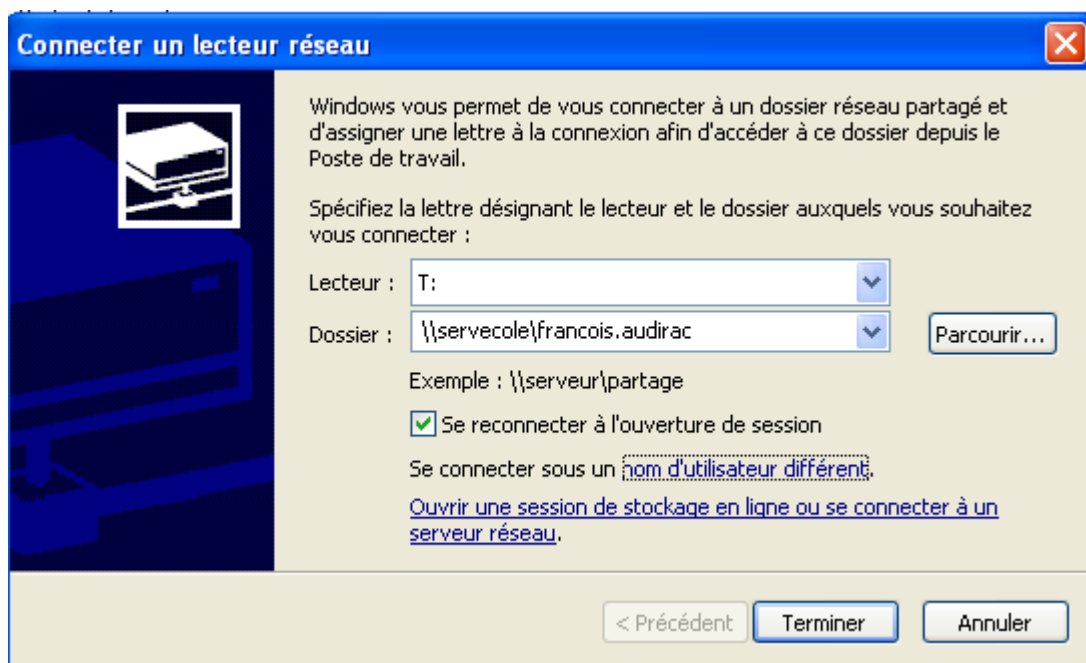 Connecter un lecteur réseau
Windows vous permet de vous connecter à un dossier réseau partagé et
d'assigner une lettre à la connexion afin d'accéder à ce dossier depuis le
Poste de travail.
Spécifiez la lettre désignant le lecteur et le dossier auxquels vous souhaitez
vous connecter :
Lecteur : T:
Dossier : \\servecole\francois.audirac Parcourir...
Exemple : \\serveur\partage
Se reconnecter à l'ouverture de session
Se connecter sous un nom d'utilisateur différent.
Ouvrir une session de stockage en ligne ou se connecter à un
serveur réseau.
< Précédent Terminer Annuler